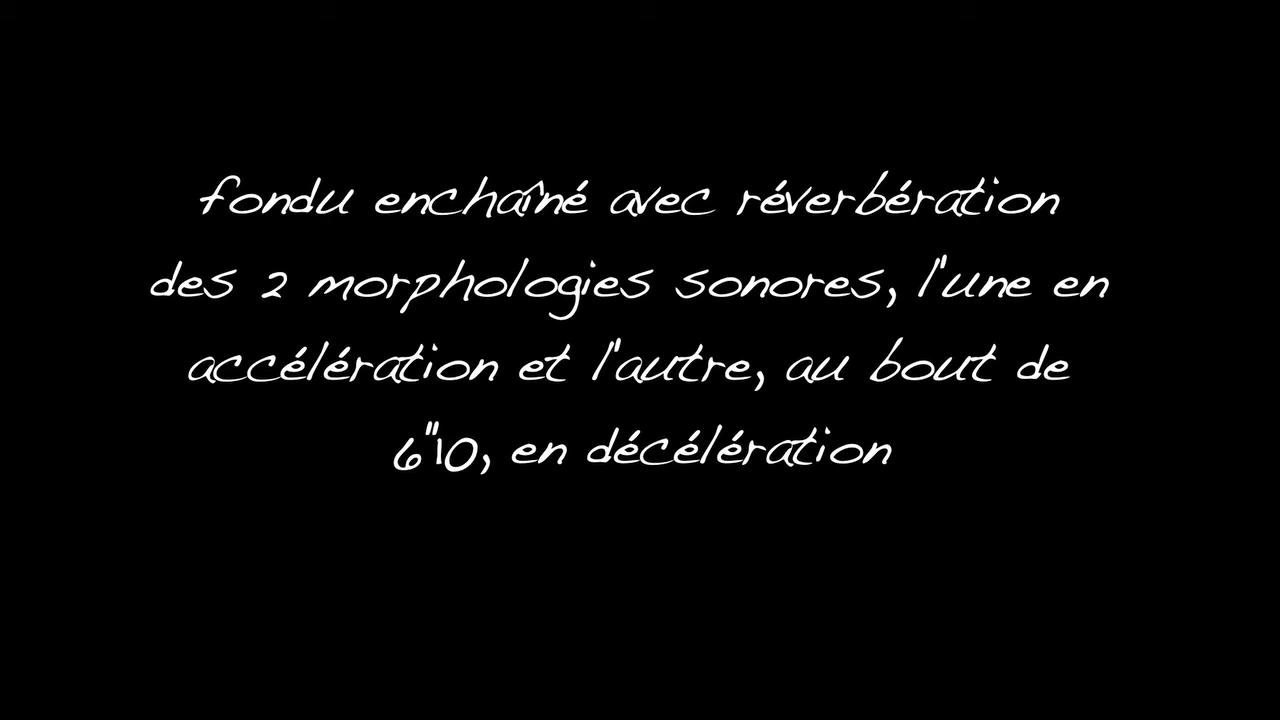 fondu enchaîné avec réverbération
des 2 morphologies sonores, l'une en
accélération et l'autre, au bout de
6"10, en décélération